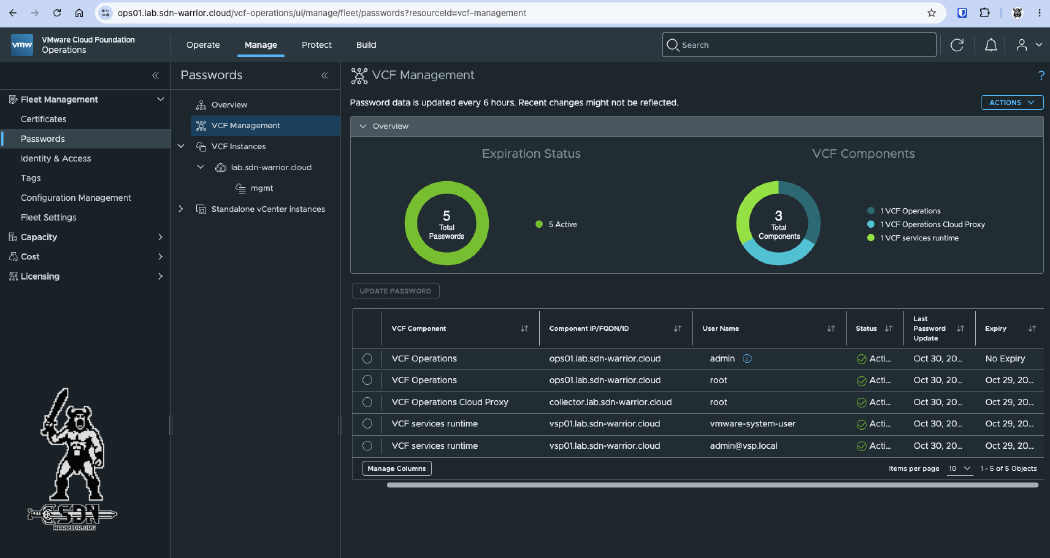 ops01.lab.sdn-warrior.cloud/vcf-operations/ui/manage/fleet/passwords?resourceId=vcf-management
vmw
VMware Cloud Foundation
Operations
Operate
Manage
Protect
Build
Search
Fleet Management
Certificates
Passwords
Identity & Access
Tags
Configuration Management
Fleet Settings
Capacity
Cost
Licensing
SDN
WARRIOR.ORG
Passwords
Overview
VCF Management
VCF Instances
lab.sdn-warrior.cloud
mgmt
Standalone vCenter instances
VCF Management
?
Password data is updated every 6 hours. Recent changes might not be reflected.
ACTIONS
Overview
Expiration Status
5
Total
Passwords
5 Active
VCF Components
3
Total
Components
1 VCF Operations
1 VCF Operations Cloud Proxy
1 VCF services runtime
UPDATE PASSWORD
VCF Component Component IP/FQDN/ID User Name Status Last Password Update Expiry
VCF Operations ops01.lab.sdn-warrior.cloud admin Acti... Oct 30, 20... No Expiry
VCF Operations ops01.lab.sdn-warrior.cloud root Acti... Oct 30, 20... Oct 29, 20...
VCF Operations Cloud Proxy collector.lab.sdn-warrior.cloud root Acti... Oct 30, 20... Oct 29, 20...
VCF services runtime vsp01.lab.sdn-warrior.cloud vmware-system-user Acti... Oct 30, 20... Oct 29, 20...
VCF services runtime vsp01.lab.sdn-warrior.cloud admin@vsp.local Acti... Oct 30, 20... Oct 29, 20...
Manage Columns
Items per page 10 1 - 5 of 5 Objects